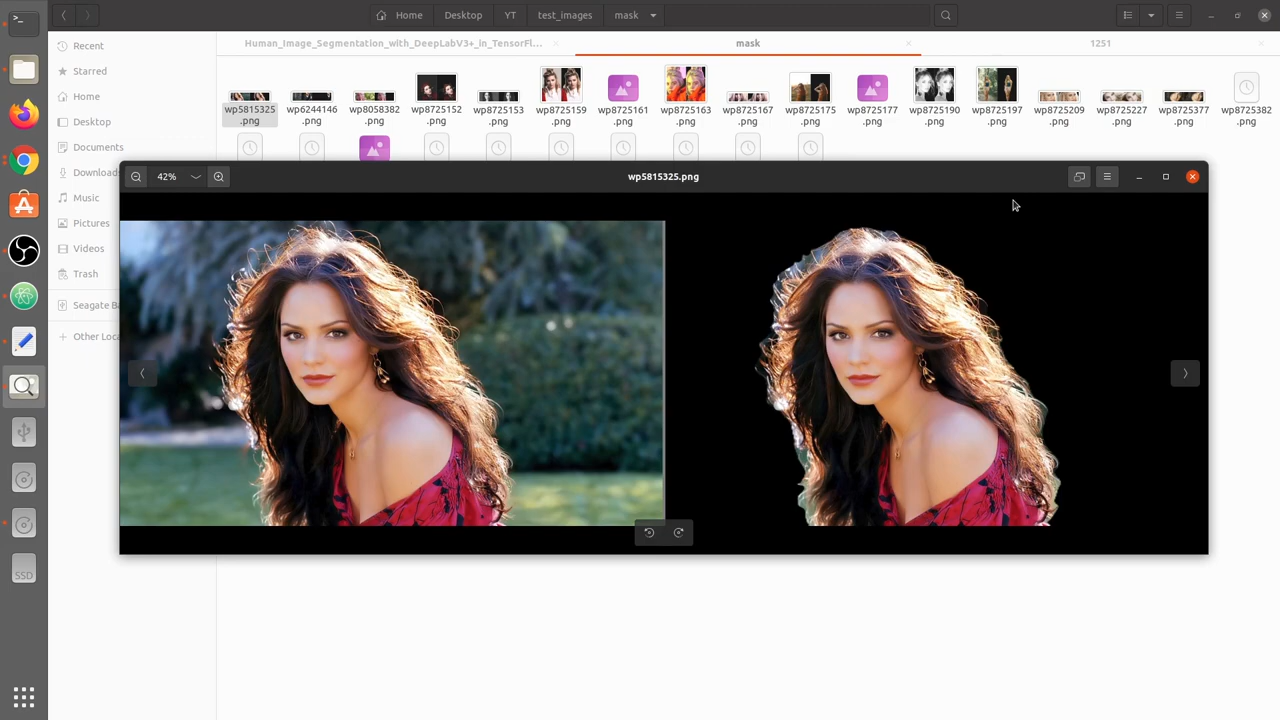 Home
Desktop
YT
test_images
mask
Human_Image_Segmentation_with_DeepLabV3+_in_TensorFl...
mask
1251
Recent
Starred
Home
Desktop
Documents
Downloads
Music
Pictures
Videos
Trash
Seagate Ba
Other Loca
wp5815325
.png
wp6244146
.png
wp8058382
.png
wp8725152
.png
wp8725153
.png
wp8725159
.png
wp8725161
.png
wp8725163
.png
wp8725167
.png
wp8725175
.png
wp8725177
.png
wp8725190
.png
wp8725197
.png
wp8725209
.png
wp8725227
.png
wp8725377
.png
wp8725382
.png
42%
wp5815325.png
SSD